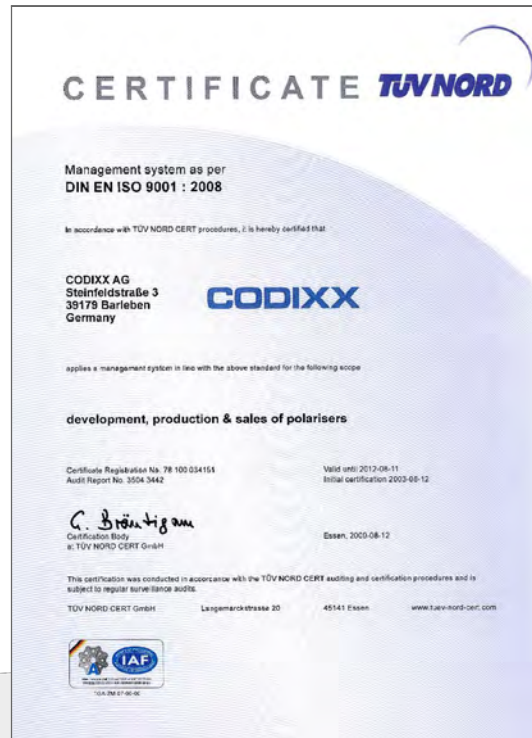 CERTIFICATE TÜV NORD
Management system as per
DIN EN ISO 9001 : 2008
In accordance with TÜV NORD CERT procedures, it is hereby certified that
CODIXX AG
Steinfeldstraße 3
39179 Barleben
Germany
CODIXX
applies a management system in line with the above standard for the following scope
development, production & sales of polarisers
Certificate Registration No. 78 100 034151
Audit Report No. 3504 3442
Valid until 2012-08-11
Initial certification 2003-08-12
G. Bräutigam
Certification Body
at TÜV NORD CERT GmbH
Essen, 2009-08-12
This certification was conducted in accordance with the TÜV NORD CERT auditing and certification procedures and is
subject to regular surveillance audits.
TÜV NORD CERT GmbH Langemarckstrasse 20 45141 Essen www.tuev-nord-cert.com
IAF